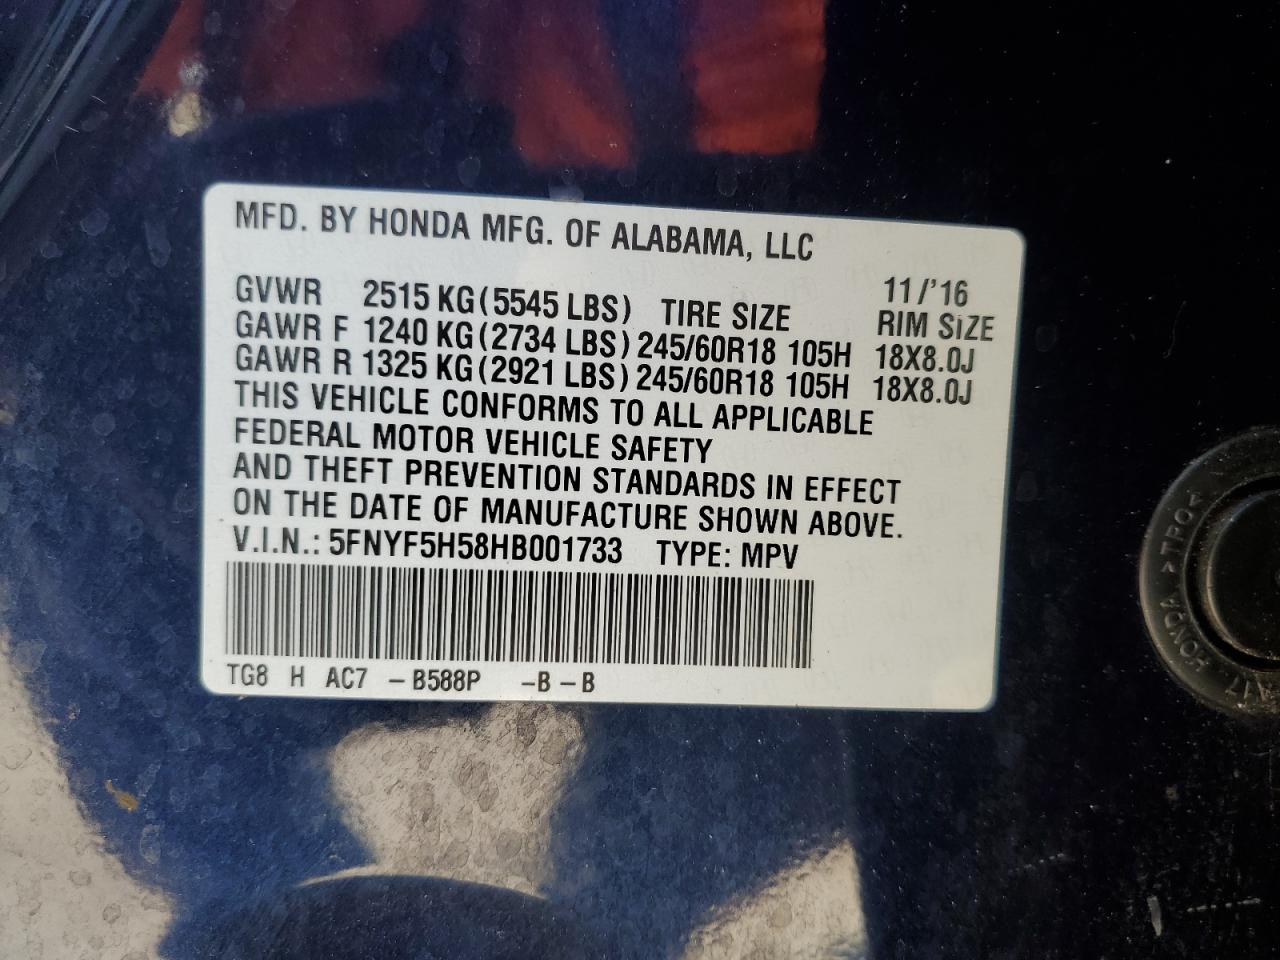 MFD. BY HONDA MFG. OF ALABAMA, LLC
11/'16
GVWR 2515 KG (5545 LBS) TIRE SIZE RIM SIZE
GAWR F 1240 KG (2734 LBS) 245/60R18 105H 18X8.0J
GAWR R 1325 KG (2921 LBS) 245/60R18 105H 18X8.0J
THIS VEHICLE CONFORMS TO ALL APPLICABLE
FEDERAL MOTOR VEHICLE SAFETY
AND THEFT PREVENTION STANDARDS IN EFFECT
ON THE DATE OF MANUFACTURE SHOWN ABOVE.
V.I.N.: 5FNYF5H58HB001733 TYPE: MPV
TG8 H AC7 -B588P -B -B
HONDA >TPO<